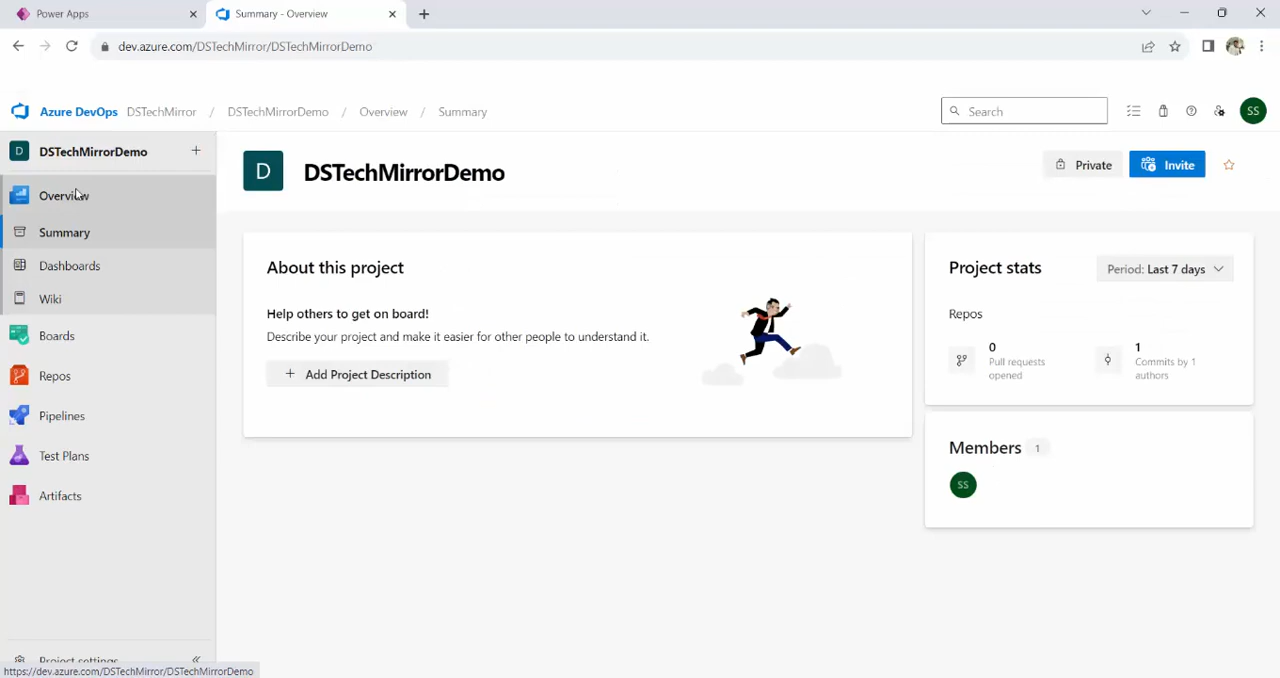 Power Apps
Summary - Overview
dev.azure.com/DSTechMirror/DSTechMirrorDemo
Azure DevOps DSTechMirror / DSTechMirrorDemo / Overview / Summary
Search
SS
D DSTechMirrorDemo +
Overview
Summary
Dashboards
Wiki
Boards
Repos
Pipelines
Test Plans
Artifacts
Project settings
https://dev.azure.com/DSTechMirror/DSTechMirrorDemo
D DSTechMirrorDemo
Private
Invite
About this project
Help others to get on board!
Describe your project and make it easier for other people to understand it.
+ Add Project Description
Project stats
Period: Last 7 days
Repos
0
Pull requests
opened
1
Commits by 1
authors
Members 1
SS